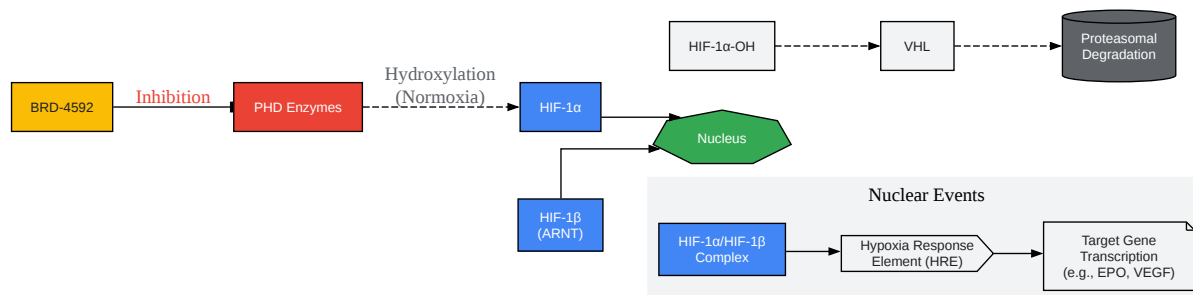 HIF-1α-OH
VHL
Proteasomal
Degradation
BRD-4592
Inhibition
PHD Enzymes
Hydroxylation
(Normoxia)
HIF-1α
Nucleus
HIF-1β
(ARNT)
Nuclear Events
HIF-1α/HIF-1β
Complex
Hypoxia Response
Element (HRE)
Target Gene
Transcription
(e.g., EPO, VEGF)